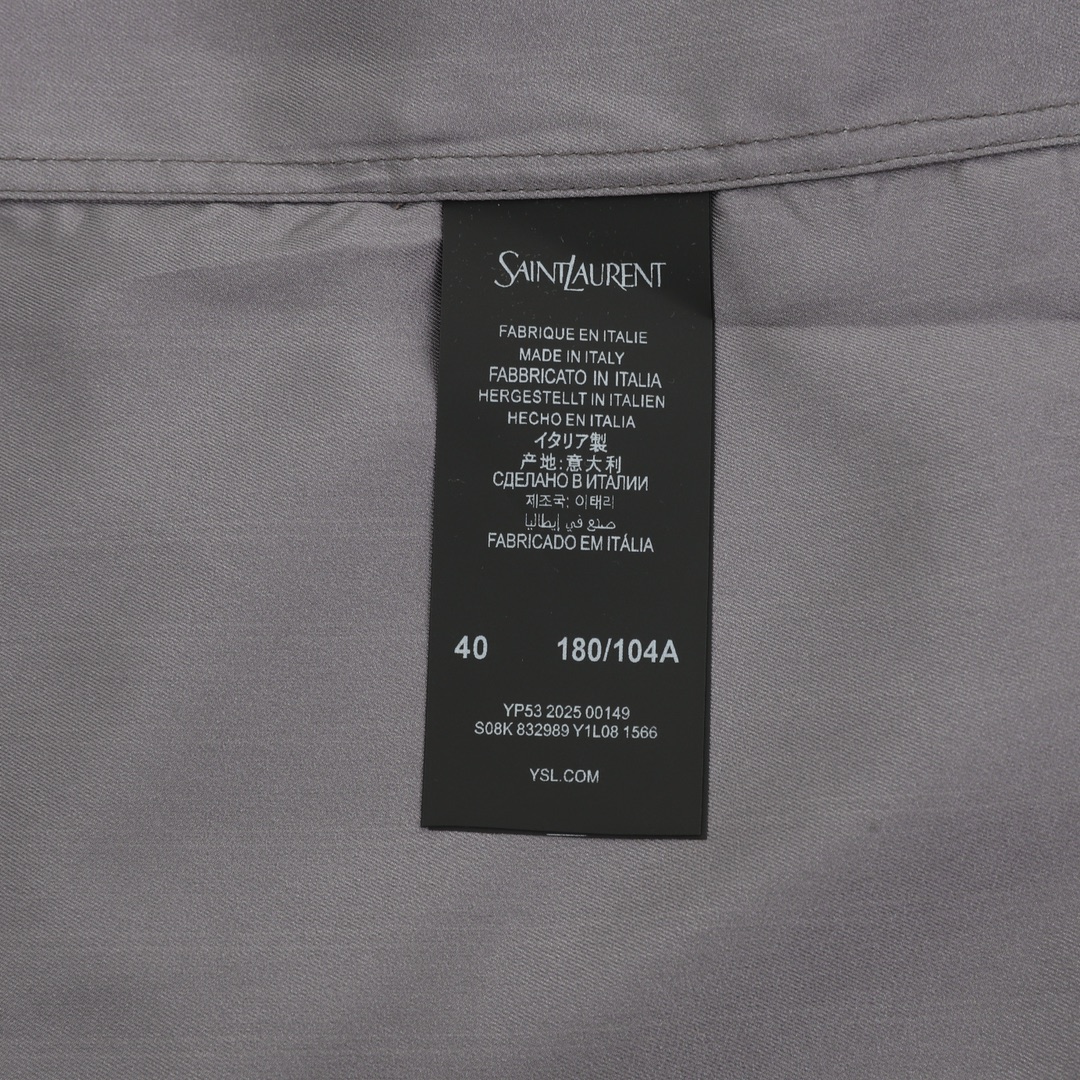 SAINT LAURENT
FABRIQUE EN ITALIE
MADE IN ITALY
FABBRICATO IN ITALIA
HERGESTELLT IN ITALIEN
HECHO EN ITALIA
イタリア製
产地:意大利
СДЕЛАНО В ИТАЛИИ
제조국: 이태리
صنع في إيطاليا
FABRICADO EM ITÁLIA
40 180/104A
YP53 2025 00149
S08K 832989 Y1L08 1566
YSL.COM